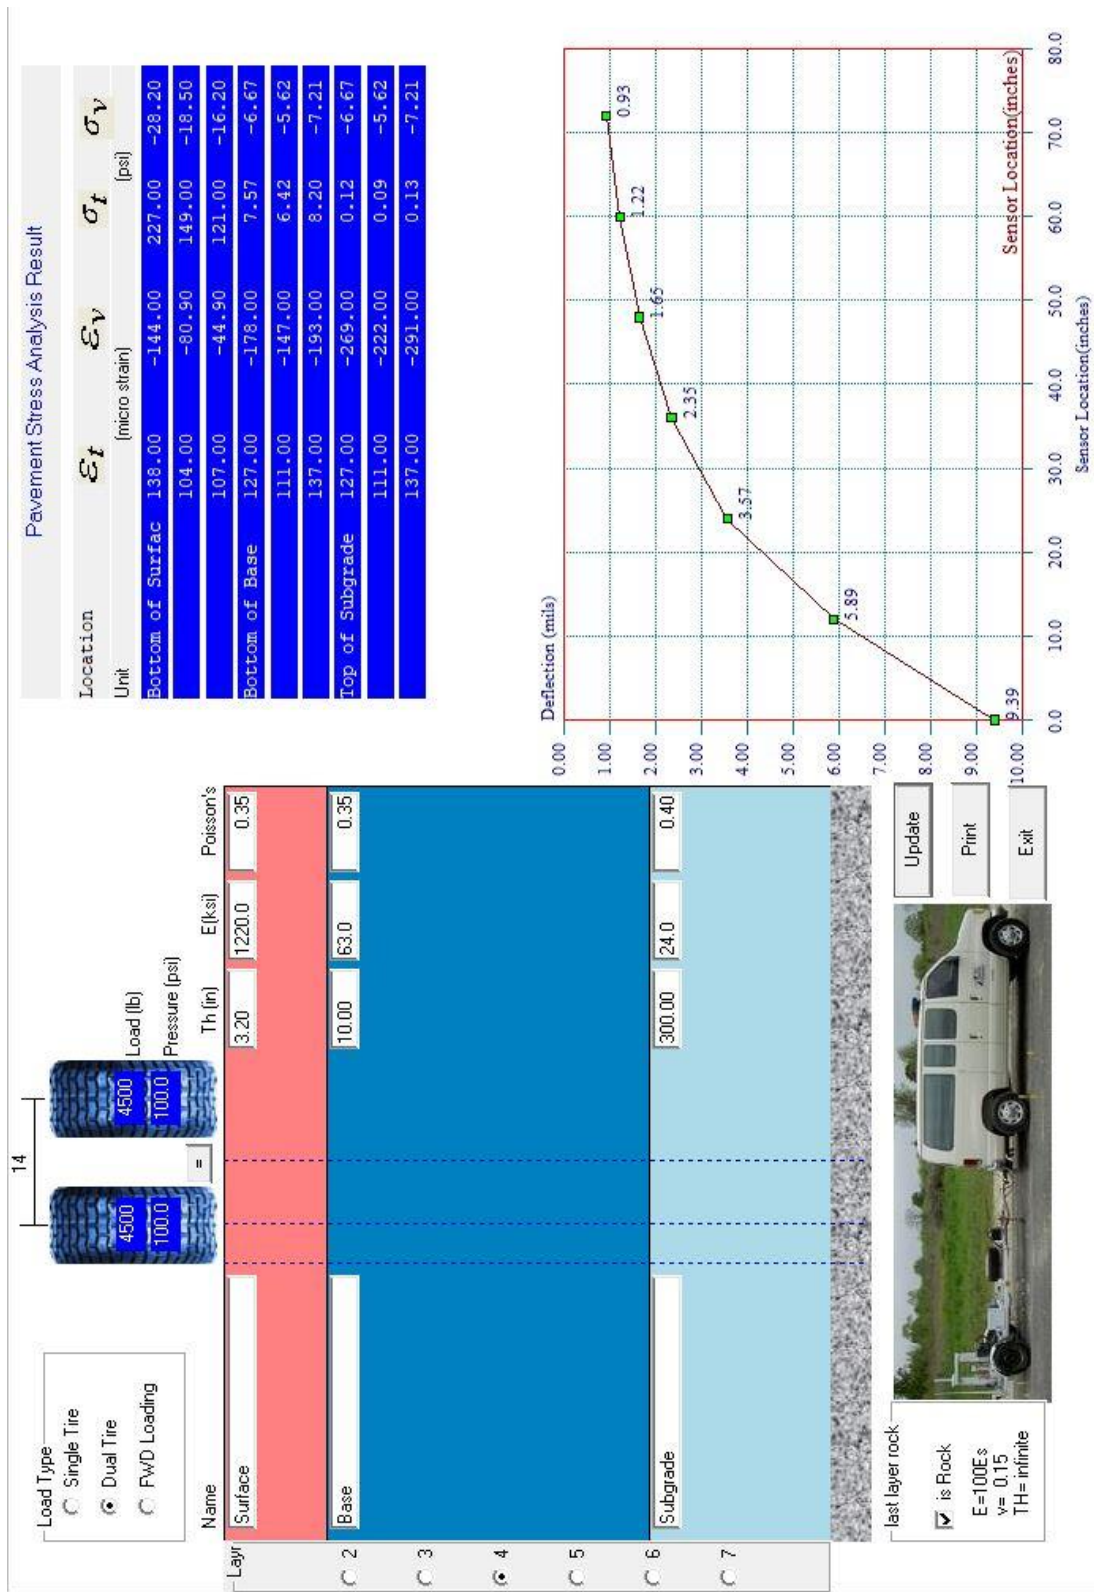 Load Type
Single Tire
Dual Tire
FWD Loading
14
4500
4500
Load (lb)
100.0
100.0
Pressure (psi)
=
Layr
Name
Th (in)
E(ksi)
Poisson's
Surface
3.20
1220.0
0.35
2
Base
10.00
63.0
0.35
3
4
5
6
Subgrade
300.00
24.0
0.40
7
last layer rock
is Rock
E=100Es
v= 0.15
TH= infinite
Update
Print
Exit
Pavement Stress Analysis Result
Location εt εv σt σv
Unit (micro strain) (psi)
Bottom of Surfac 138.00 -144.00 227.00 -28.20
104.00 -80.90 149.00 -18.50
107.00 -44.90 121.00 -16.20
Bottom of Base 127.00 -178.00 7.57 -6.67
111.00 -147.00 6.42 -5.62
137.00 -193.00 8.20 -7.21
Top of Subgrade 127.00 -269.00 0.12 -6.67
111.00 -222.00 0.09 -5.62
137.00 -291.00 0.13 -7.21
Deflection (mils)
0.00
1.00
2.00
3.00
4.00
5.00
6.00
7.00
8.00
9.00
10.00
9.39
5.89
3.57
2.35
1.65
1.22
0.93
Sensor Location(inches)
0.0 10.0 20.0 30.0 40.0 50.0 60.0 70.0 80.0
Sensor Location(inches)